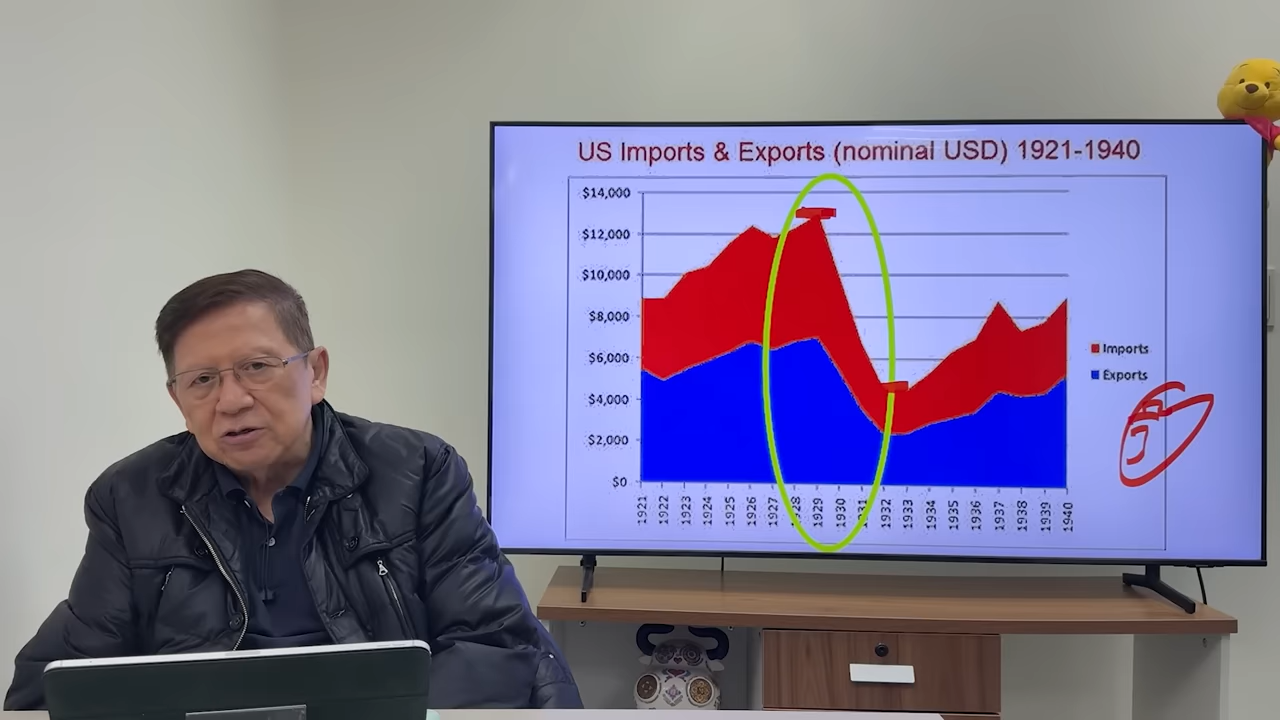 US Imports & Exports (nominal USD) 1921-1940
$14,000
$12,000
$10,000
$8,000
$6,000
$4,000
$2,000
$0
Imports
Exports
1921 1922 1923 1924 1925 1926 1927 1928 1929 1930 1931 1932 1933 1934 1935 1936 1937 1938 1939 1940